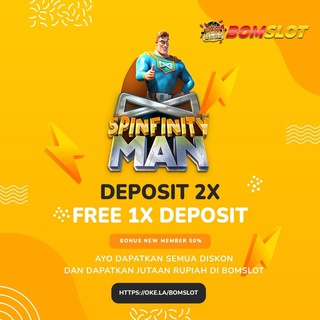 BOMSLOT
SPINFINITY
MAN
DEPOSIT 2X
FREE 1X DEPOSIT
BONUS NEW MEMBER 50%
AYO DAPATKAN SEMUA DISKON
DAN DAPATKAN JUTAAN RUPIAH DI BOMSLOT
HTTPS://OKE.LA/BOMSLOT